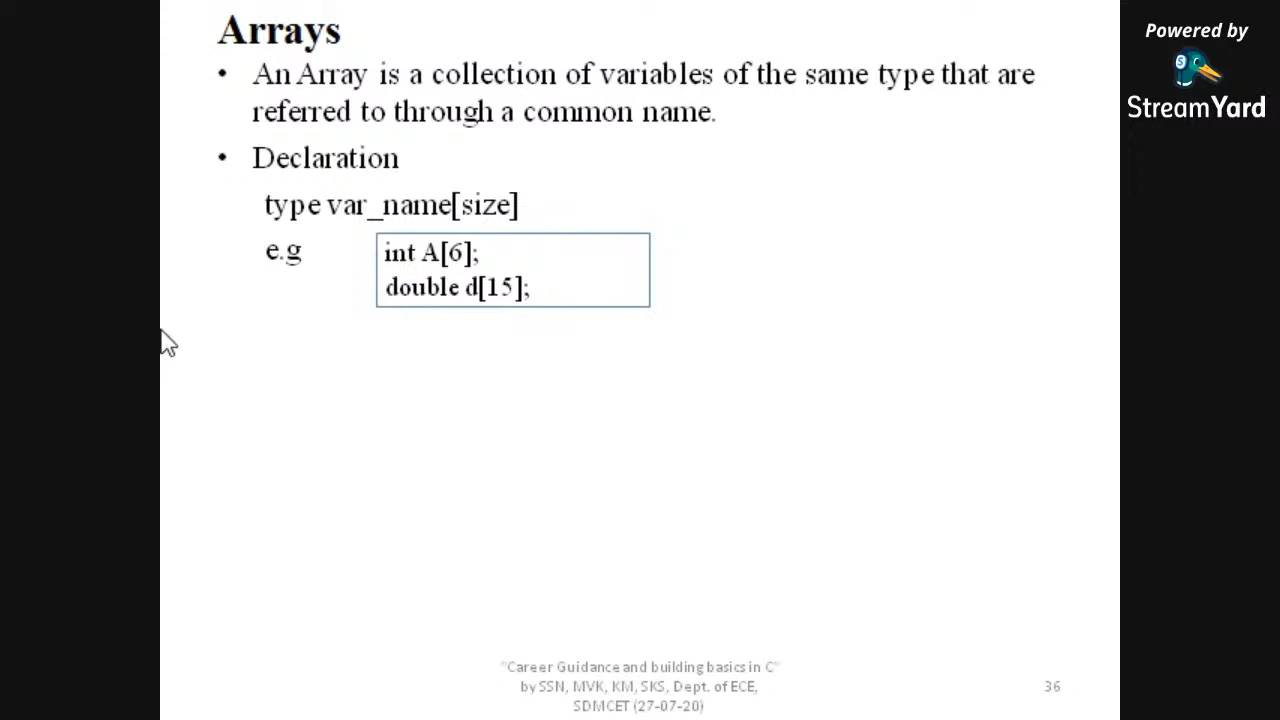 Arrays
Powered by
StreamYard
• An Array is a collection of variables of the same type that are
referred to through a common name.
• Declaration
type var_name[size]
e.g
int A[6];
double d[15];
"Career Guidance and building basics in C"
by SSN, MVK, KM, SKS, Dept. of ECE,
SDMCET (27-07-20)
36